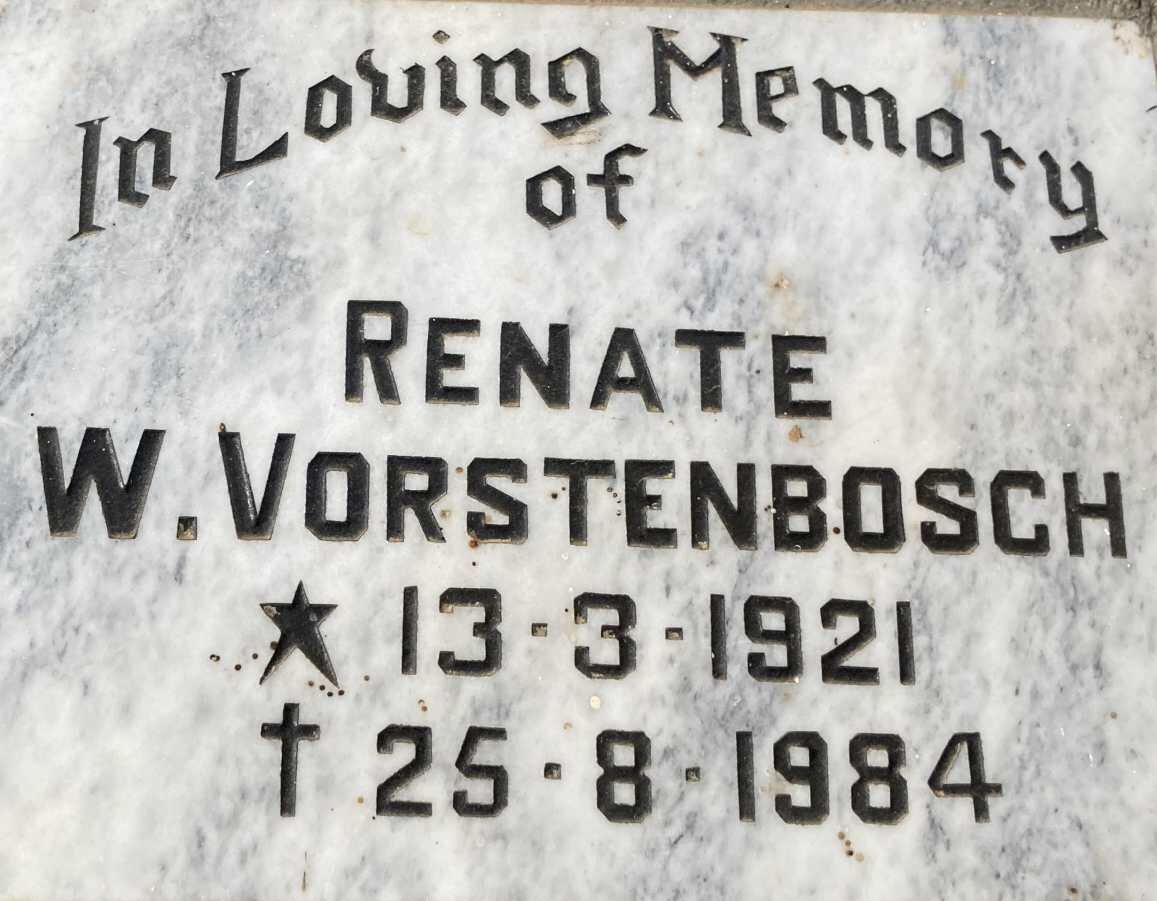 In Loving Memory
of
RENATE
W. VORSTENBOSCH
★ 13·3·1921
† 25·8·1984